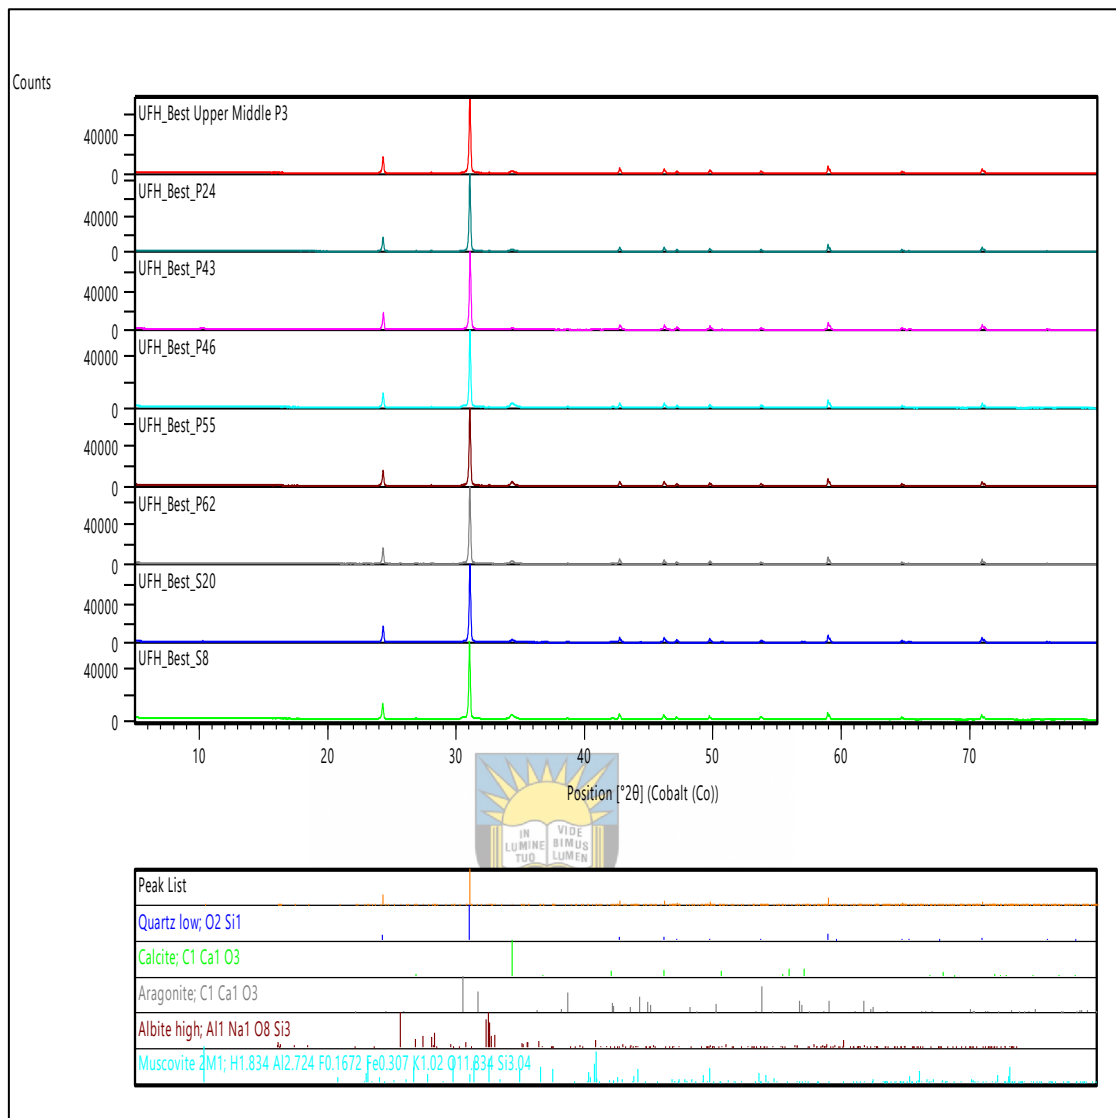 Counts
UFH_Best Upper Middle P3
40000
0
UFH_Best_P24
40000
0
UFH_Best_P43
40000
0
UFH_Best_P46
40000
0
UFH_Best_P55
40000
0
UFH_Best_P62
40000
0
UFH_Best_S20
40000
0
UFH_Best_S8
40000
0
10 20 30 40 50 60 70
Position [°2θ] (Cobalt (Co))
IN LUMINE TUO
VIDE BIMUS LUMEN
Peak List
Quartz low; O2 Si1
Calcite; C1 Ca1 O3
Aragonite; C1 Ca1 O3
Albite high; Al1 Na1 O8 Si3
Muscovite 2M1; H1.834 Al2.724 F0.1672 Fe0.307 K1.02 O11.834 Si3.04